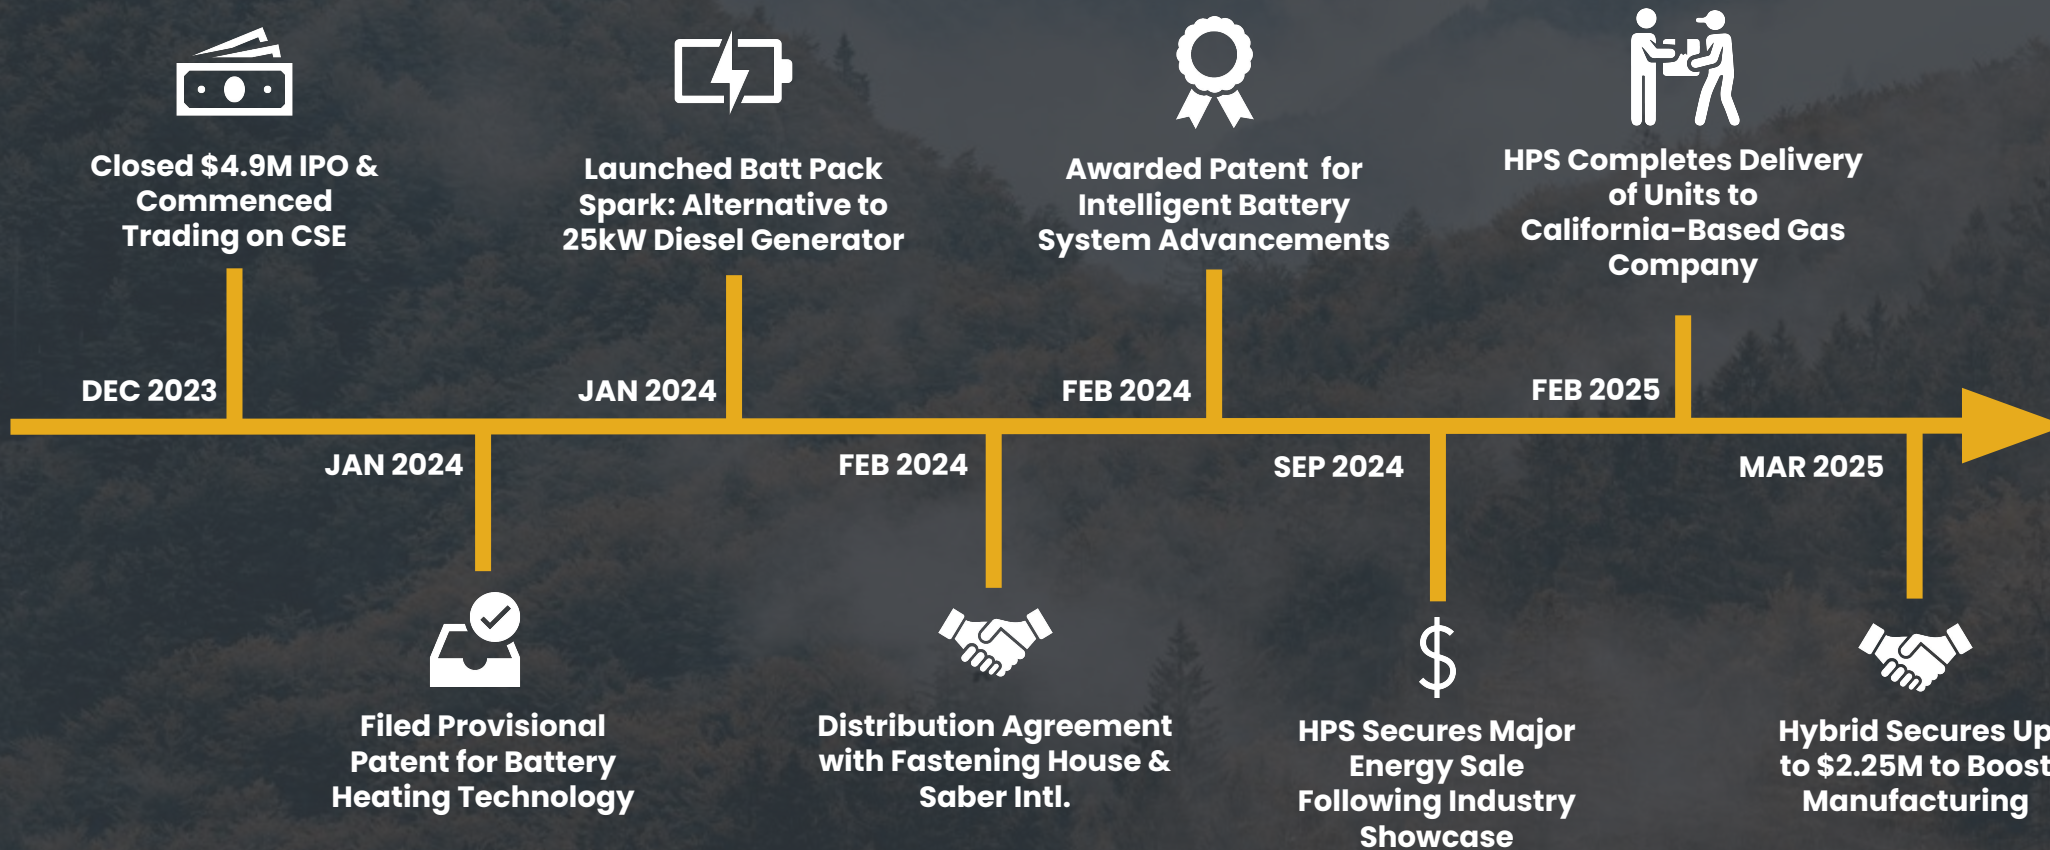 Closed $4.9M IPO &
Commenced
Trading on CSE
DEC 2023
JAN 2024
Filed Provisional
Patent for Battery
Heating Technology
Launched Batt Pack
Spark: Alternative to
25kW Diesel Generator
JAN 2024
FEB 2024
Distribution Agreement
with Fastening House &
Saber Intl.
Awarded Patent  for
Intelligent Battery
System Advancements
FEB 2024
SEP 2024
HPS Secures Major
Energy Sale
Following Industry
Showcase
HPS Completes Delivery
of Units to
California-Based Gas
Company
FEB 2025
MAR 2025
Hybrid Secures Up
to $2.25M to Boost
Manufacturing